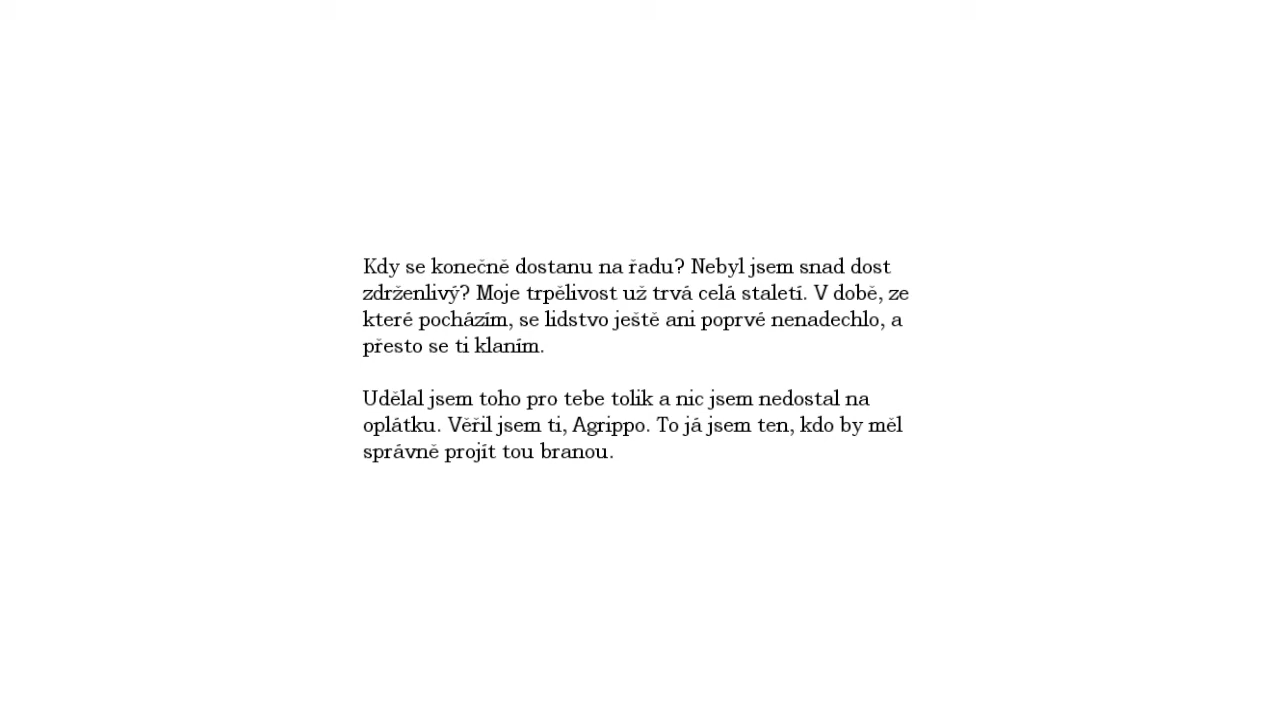 Kdy se konečně dostanu na řadu? Nebyl jsem snad dost
zdrženlivý? Moje trpělivost už trvá celá staletí. V době, ze
které pocházím, se lidstvo ještě ani poprvé nenadechlo, a
přesto se ti klaním.
Udělal jsem toho pro tebe tolik a nic jsem nedostal na
oplátku. Věřil jsem ti, Agrippo. To já jsem ten, kdo by měl
správně projít tou branou.